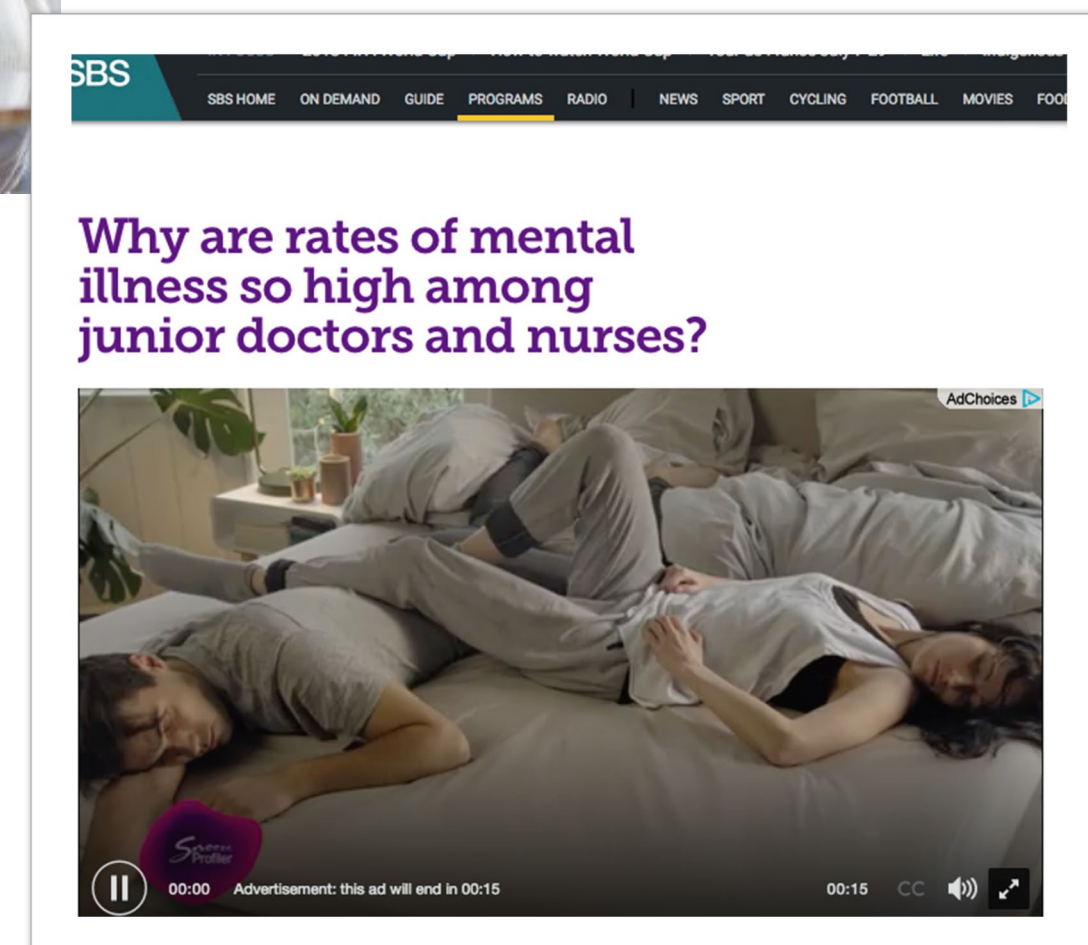 SBS
SBS HOME ON DEMAND GUIDE PROGRAMS RADIO | NEWS SPORT CYCLING FOOTBALL MOVIES FOOD
Why are rates of mental
illness so high among
junior doctors and nurses?
AdChoices
Profiler
00:00 Advertisement: this ad will end in 00:15 00:15 CC